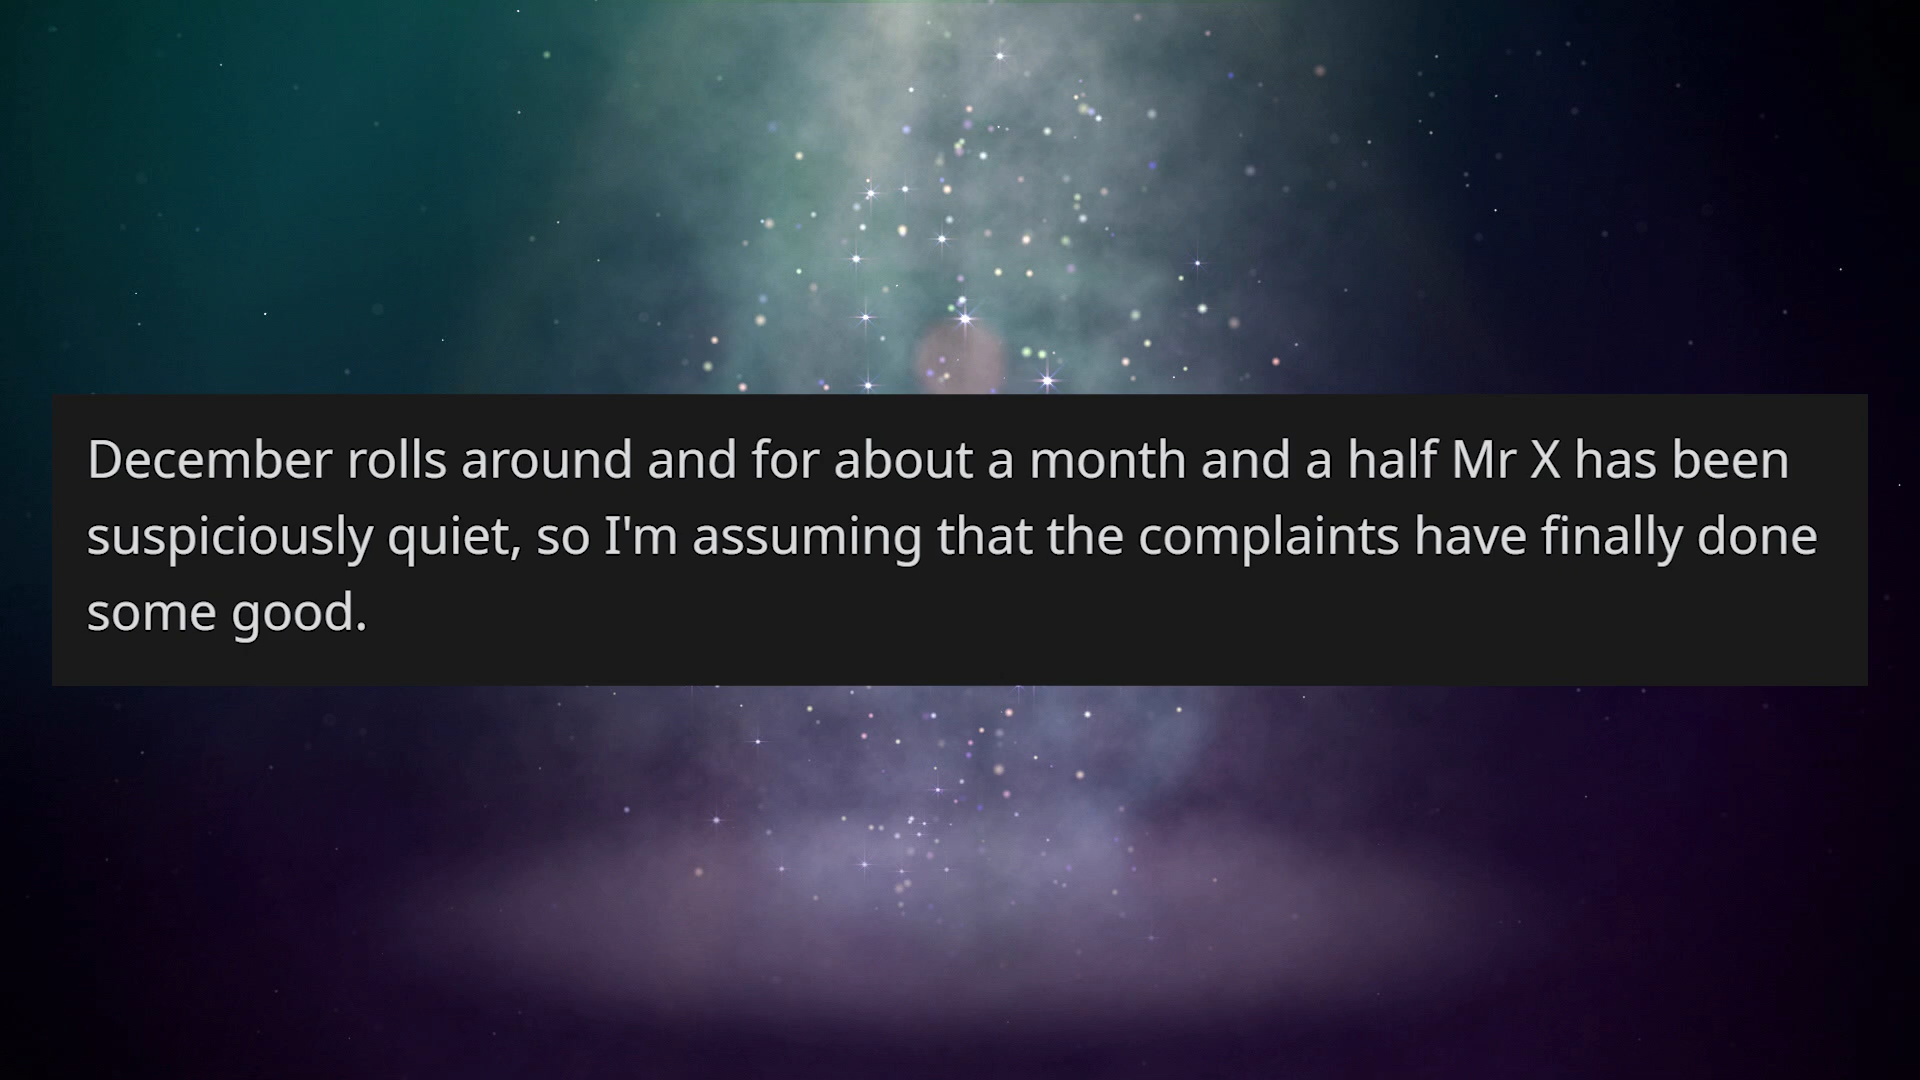 December rolls around and for about a month and a half Mr X has been
suspiciously quiet, so I'm assuming that the complaints have finally done
some good.